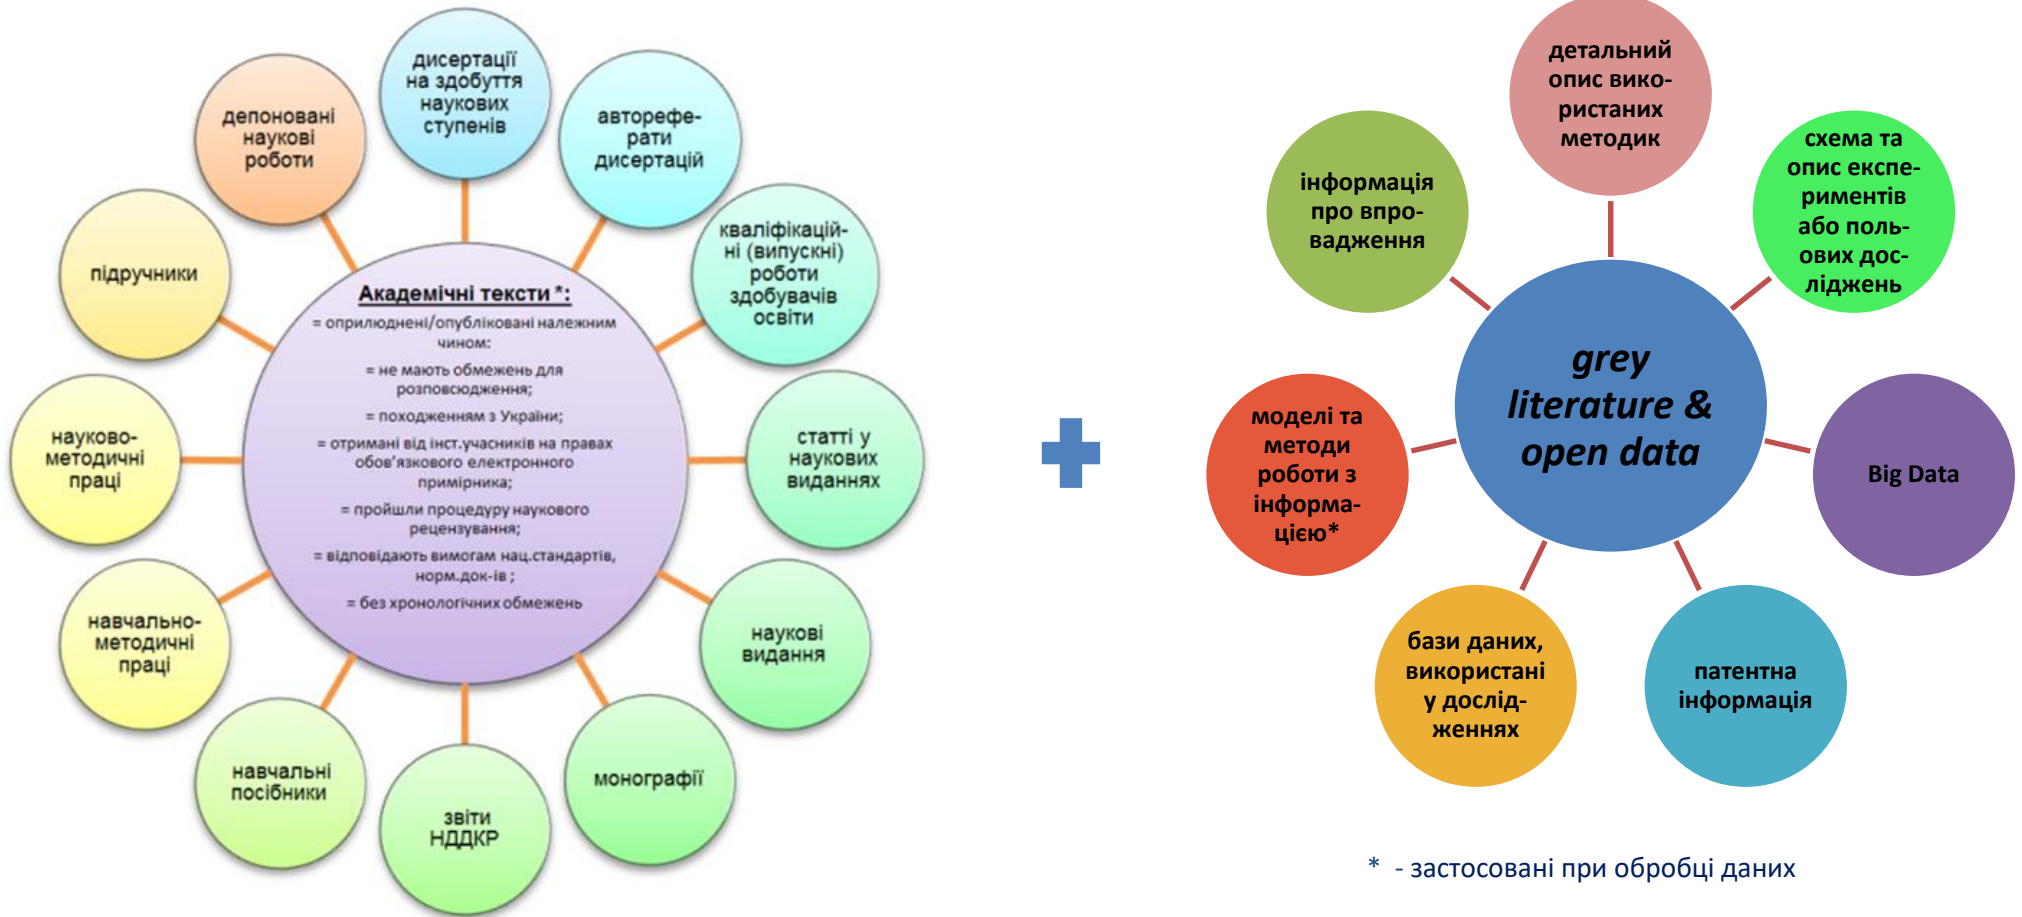 дисертації
на здобуття
наукових
ступенів
авторефе-
рати
дисертацій
кваліфікацій-
ні (випускні)
роботи
здобувачів
освіти
статті у
наукових
виданнях
наукові
видання
монографії
звіти
НДДКР
навчальні
посібники
навчально-
методичні
праці
науково-
методичні
праці
підручники
депоновані
наукові
роботи
Академічні тексти *:
= оприлюднені/опубліковані належним
чином:
= не мають обмежень для
розповсюдження;
= походженням з України;
= отримані від інст.учасників на правах
обов’язкового електронного
примірника;
= пройшли процедуру наукового
рецензування;
= відповідають вимогам нац.стандартів,
норм.док-ів ;
= без хронологічних обмежень
детальний
опис вико-
ристаних
методик
схема та
опис експе-
риментів
або поль-
ових дос-
ліджень
Big Data
патентна
інформація
бази даних,
використані
у дослід-
женнях
моделі та
методи
роботи з
інформа-
цією*
інформація
про впро-
вадження
grey
literature &
open data
* - застосовані при обробці даних